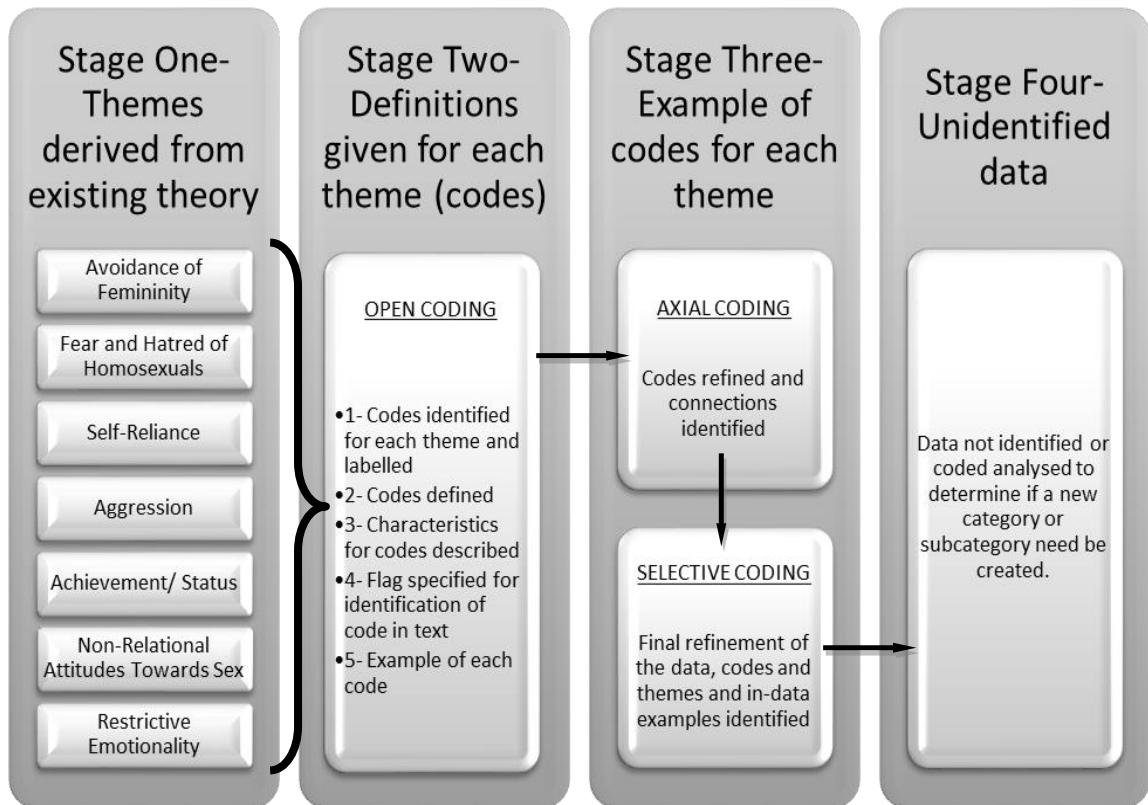 Stage One-
Themes
derived from
existing theory
Avoidance of
Femininity
Fear and Hatred of
Homosexuals
Self-Reliance
Aggression
Achievement/ Status
Non-Relational
Attitudes Towards Sex
Restrictive
Emotionality
Stage Two-
Definitions
given for each
theme (codes)
OPEN CODING
•1- Codes identified
for each theme and
labelled
•2- Codes defined
•3- Characteristics
for codes described
•4- Flag specified for
identification of
code in text
•5- Example of each
code
Stage Three-
Example of
codes for each
theme
AXIAL CODING
Codes refined and
connections
identified
SELECTIVE CODING
Final refinement of
the data, codes and
themes and in-data
examples identified
Stage Four-
Unidentified
data
Data not identified or
coded analysed to
determine if a new
category or
subcategory need be
created.